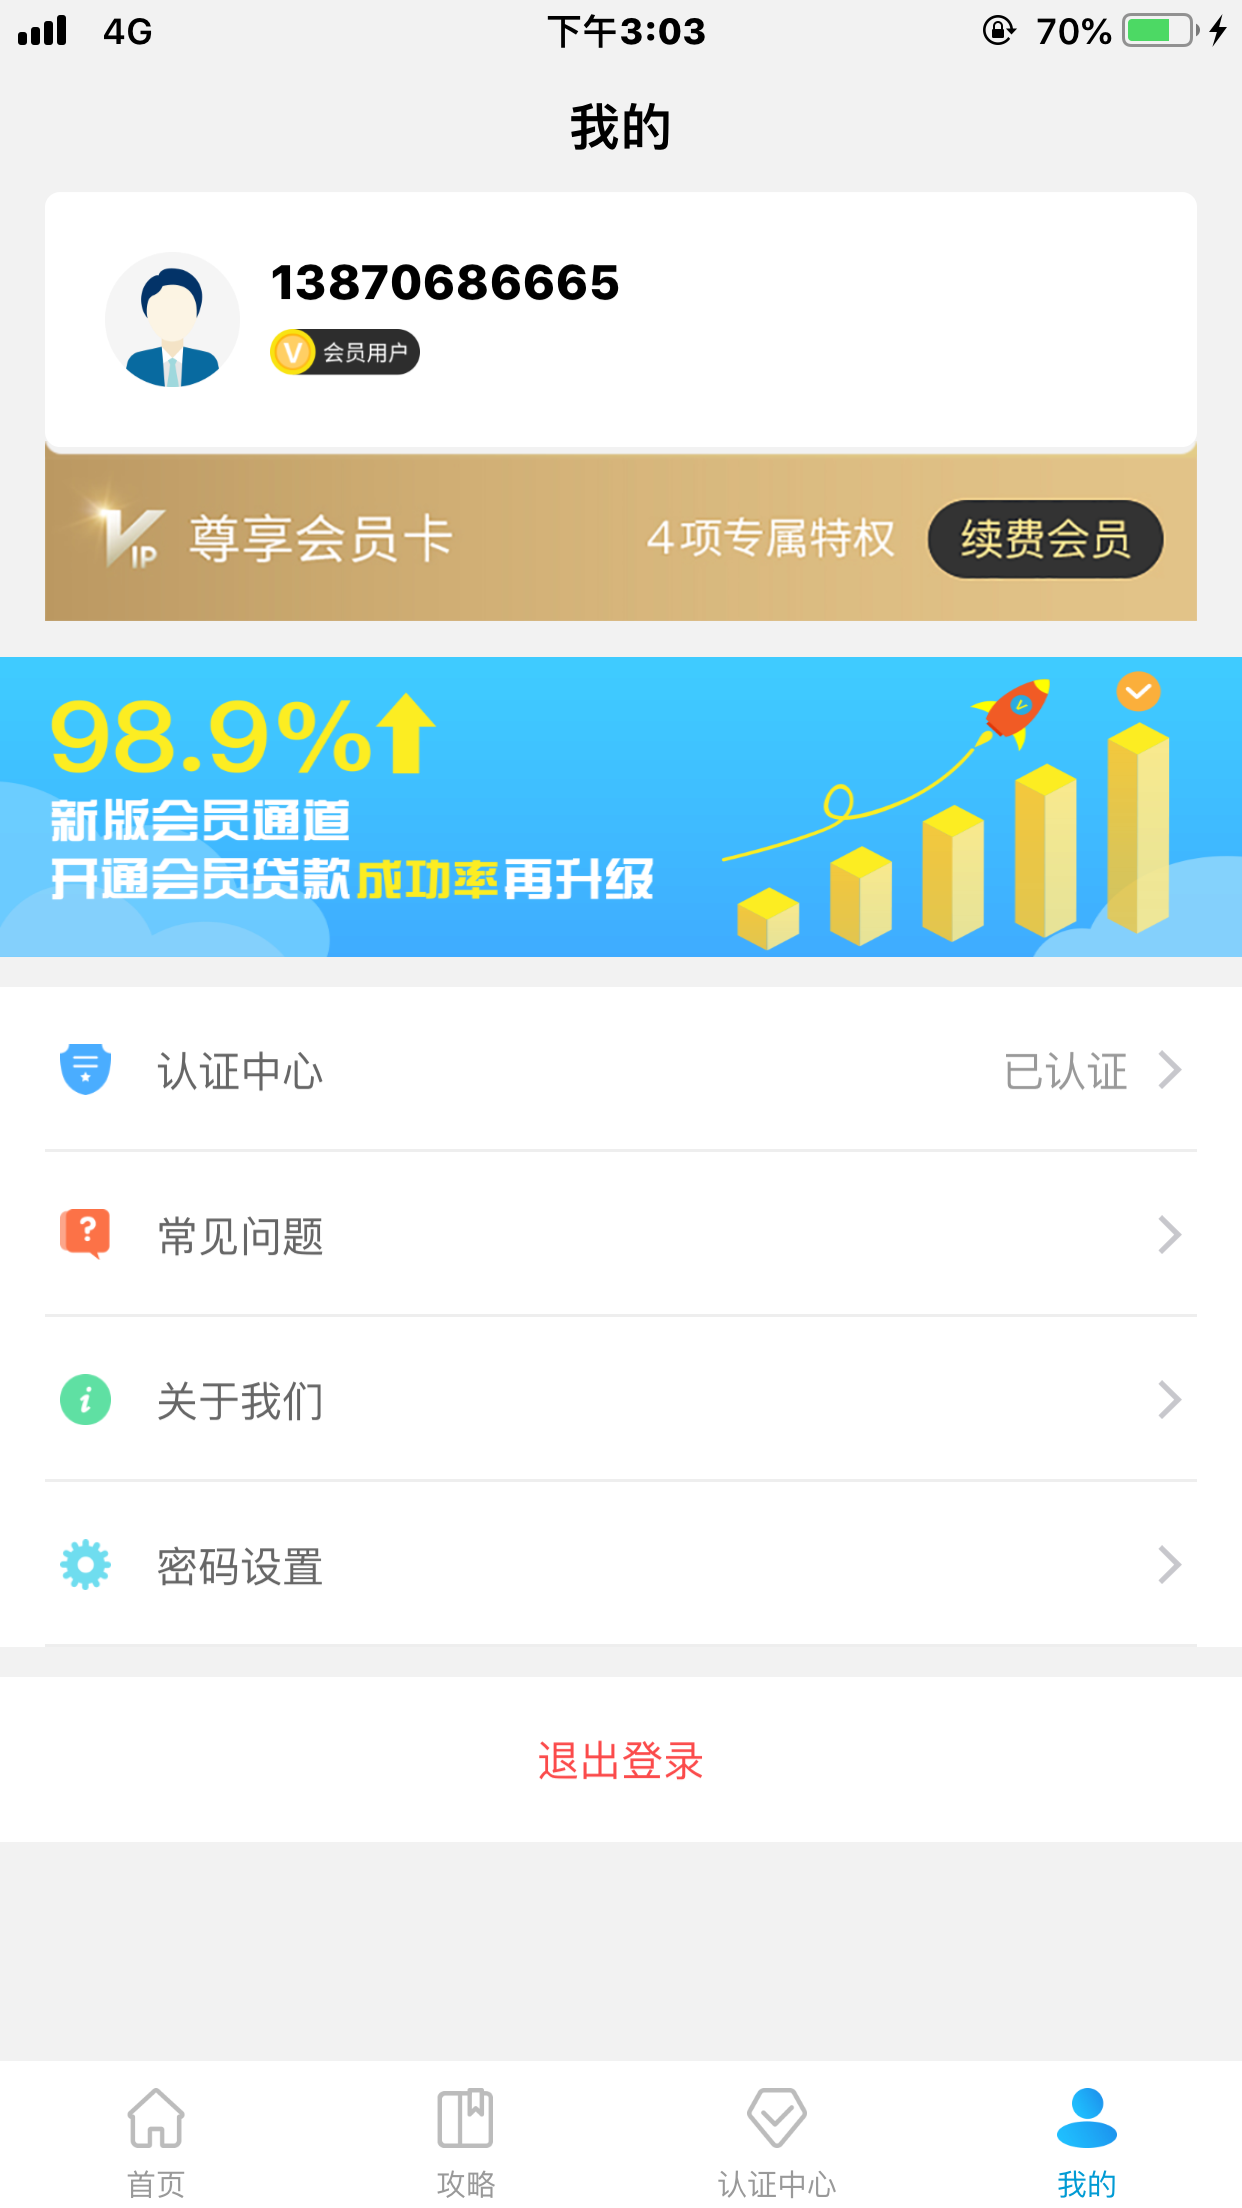 4G 下午3:03 70%
我的
13870686665
V 会员用户
VIP 尊享会员卡 4项专属特权 续费会员
98.9%
新版会员通道
开通会员贷款成功率再升级
认证中心 已认证
常见问题
关于我们
密码设置
退出登录
首页 攻略 认证中心 我的